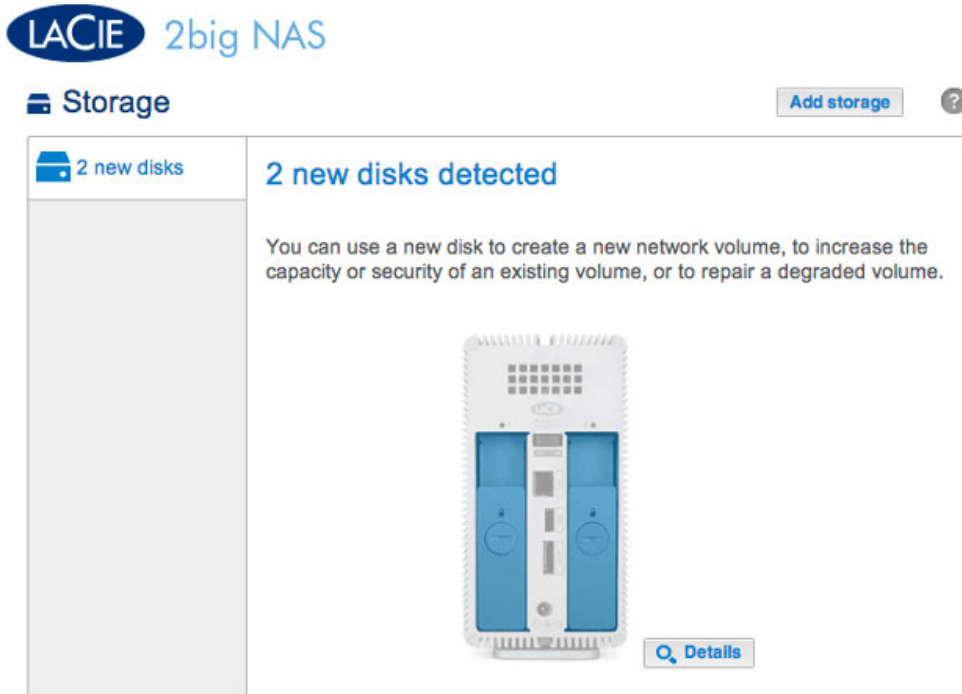 LACIE 2big NAS
Storage
Add storage
?
2 new disks
2 new disks detected
You can use a new disk to create a new network volume, to increase the
capacity or security of an existing volume, or to repair a degraded volume.
Details